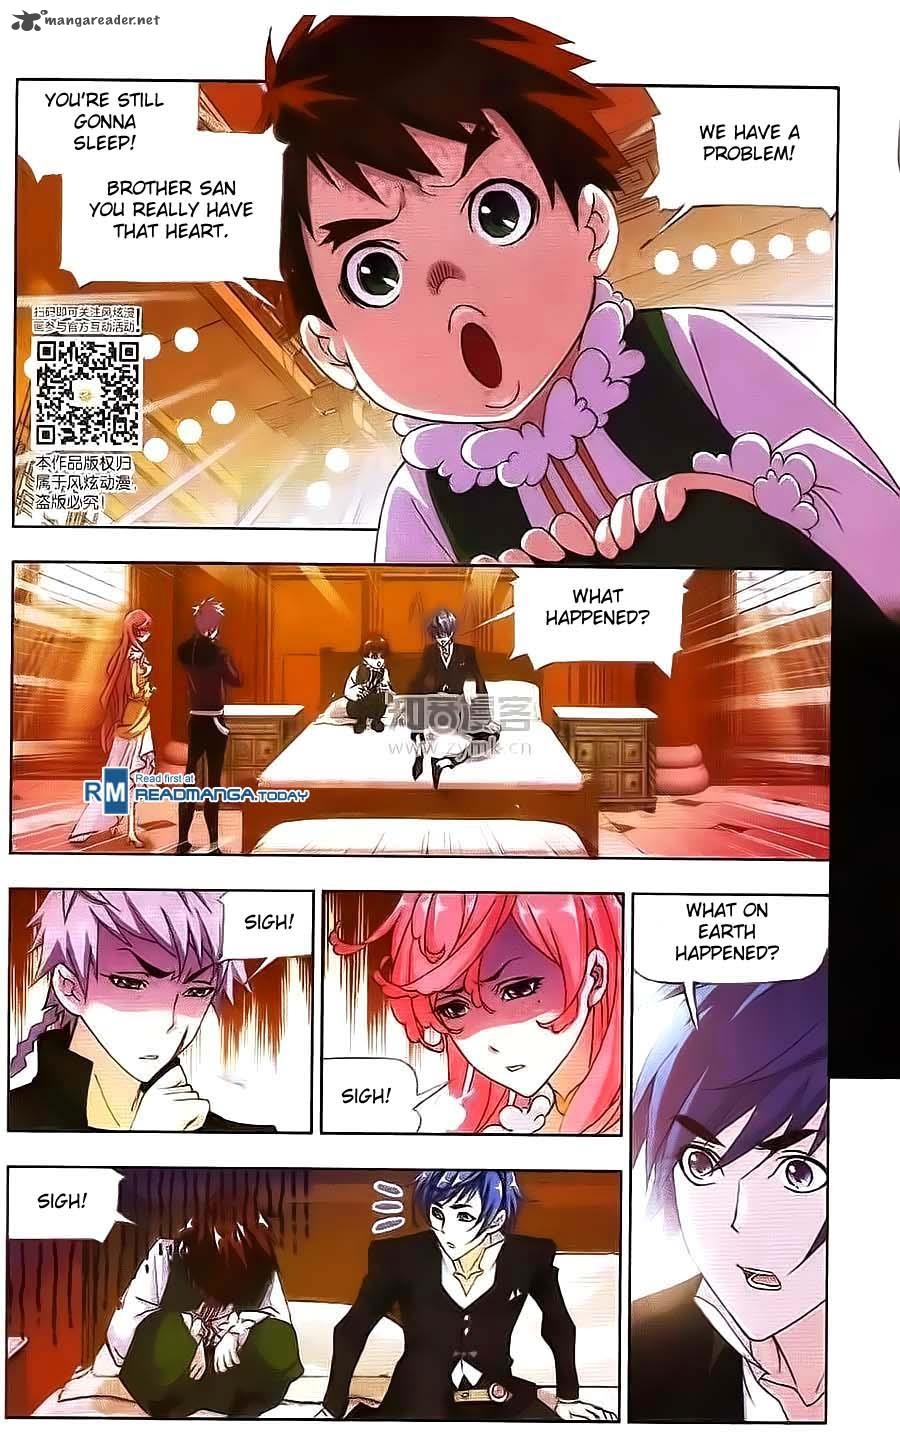 mangareader.net
YOU'RE STILL
GONNA
SLEEP!
BROTHER SAN
YOU REALLY HAVE
THAT HEART.
WE HAVE A
PROBLEM!
扫码即可关注风炫漫
画参与官方互动活动!
本作品版权归
属于风炫动漫,
盗版必究!
WHAT
HAPPENED?
知音漫客
www.zymk.cn
RM Read first at
READMANGA.TODAY
SIGH!
SIGH!
WHAT ON
EARTH
HAPPENED?
SIGH!